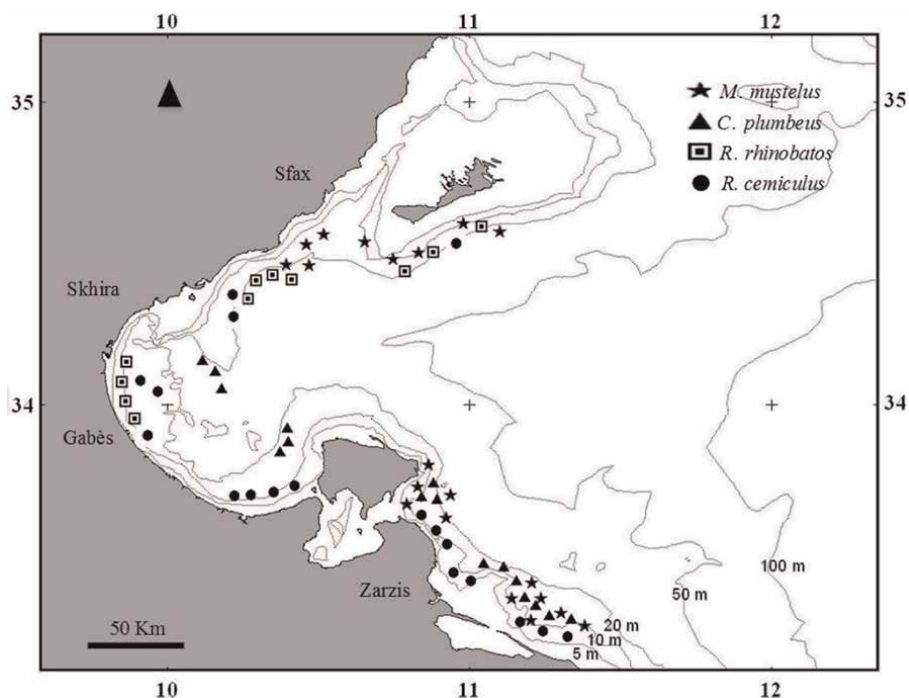 10 11 12
35 35
M. mustelus
C. plumbeus
R. rhinobatos
R. cemiculus
Sfax
Skhira
34 34
Gabès
Zarzis
100 m
50 m
20 m
10 m
5 m
50 Km
10 11 12